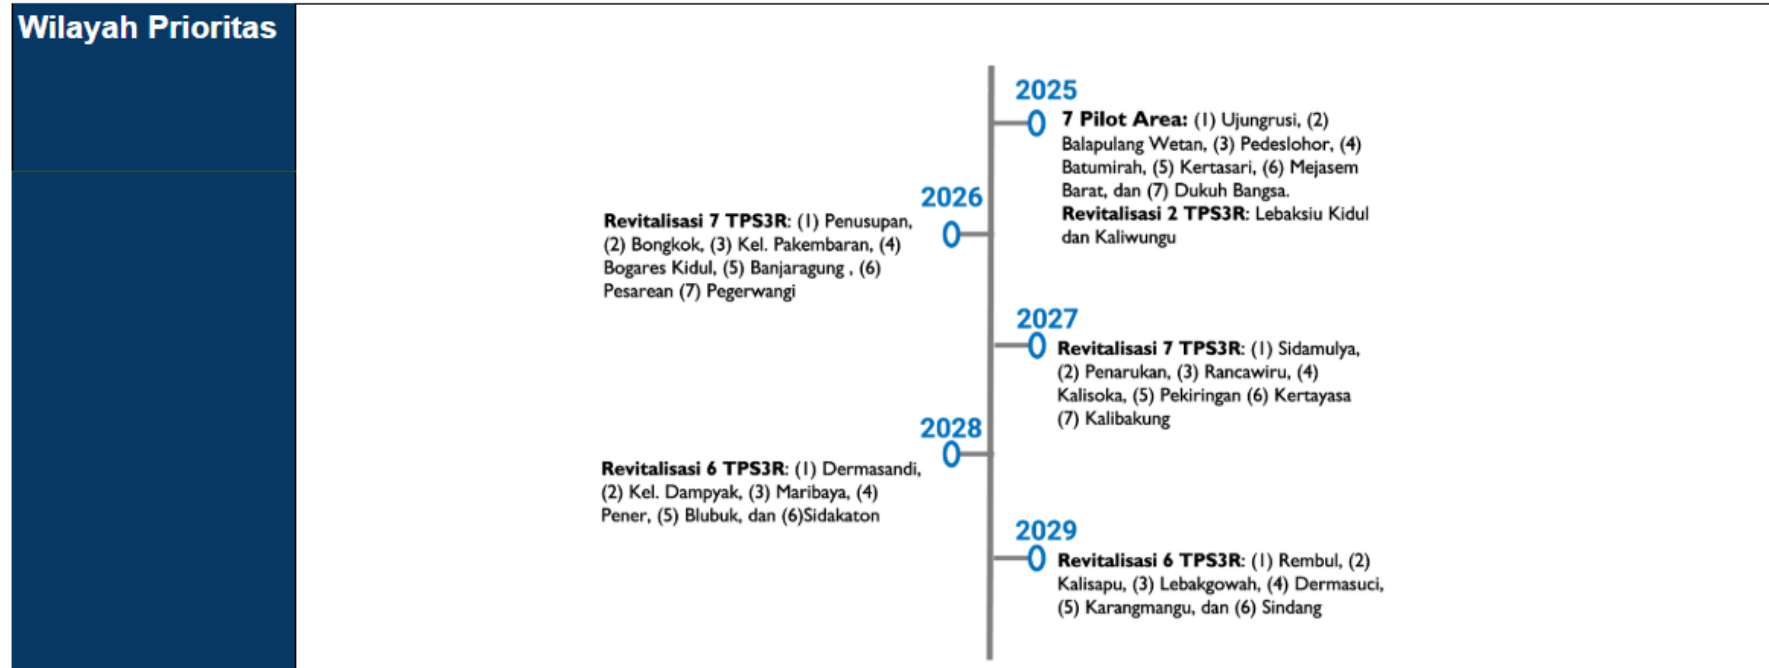 Wilayah Prioritas
2025
7 Pilot Area: (1) Ujungrusi, (2)
Balapulang Wetan, (3) Pedeslohor, (4)
Batumirah, (5) Kertasari, (6) Mejasem
Barat, dan (7) Dukuh Bangsa.
Revitalisasi 2 TPS3R: Lebaksiu Kidul
dan Kaliwungu
2026
Revitalisasi 7 TPS3R: (1) Penusupan,
(2) Bongkok, (3) Kel. Pakembaran, (4)
Bogares Kidul, (5) Banjaragung , (6)
Pesarean (7) Pegerwangi
2027
Revitalisasi 7 TPS3R: (1) Sidamulya,
(2) Penarukan, (3) Rancawiru, (4)
Kalisoka, (5) Pekiringan (6) Kertayasa
(7) Kalibakung
2028
Revitalisasi 6 TPS3R: (1) Dermasandi,
(2) Kel. Dampyak, (3) Maribaya, (4)
Pener, (5) Blubuk, dan (6)Sidakaton
2029
Revitalisasi 6 TPS3R: (1) Rembul, (2)
Kalisapu, (3) Lebakgowah, (4) Dermasuci,
(5) Karangmangu, dan (6) Sindang